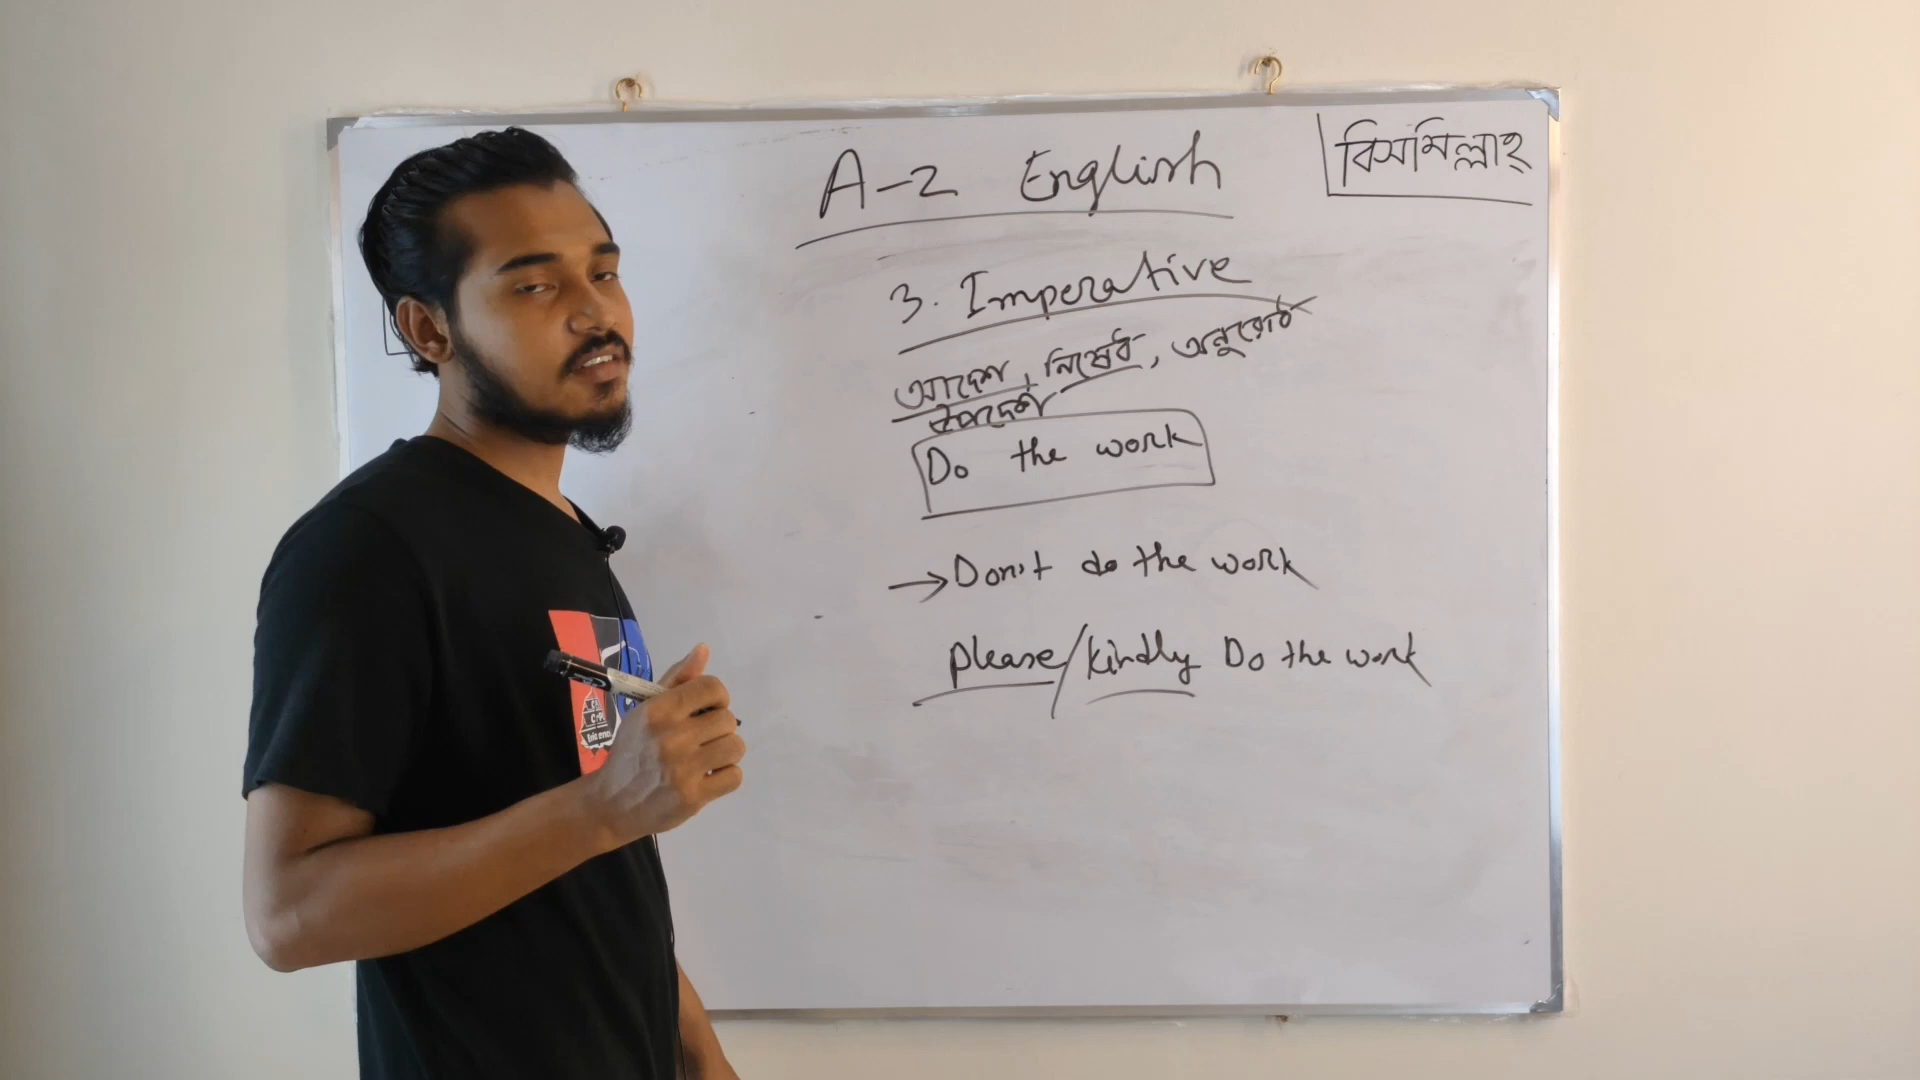 A-Z English
বিসমিল্লাহ্
3. Imperative
আদেশ, নিষেধ, অনুরোধ
উপদেশ
Do the work
→Don't do the work
please/kindly Do the work